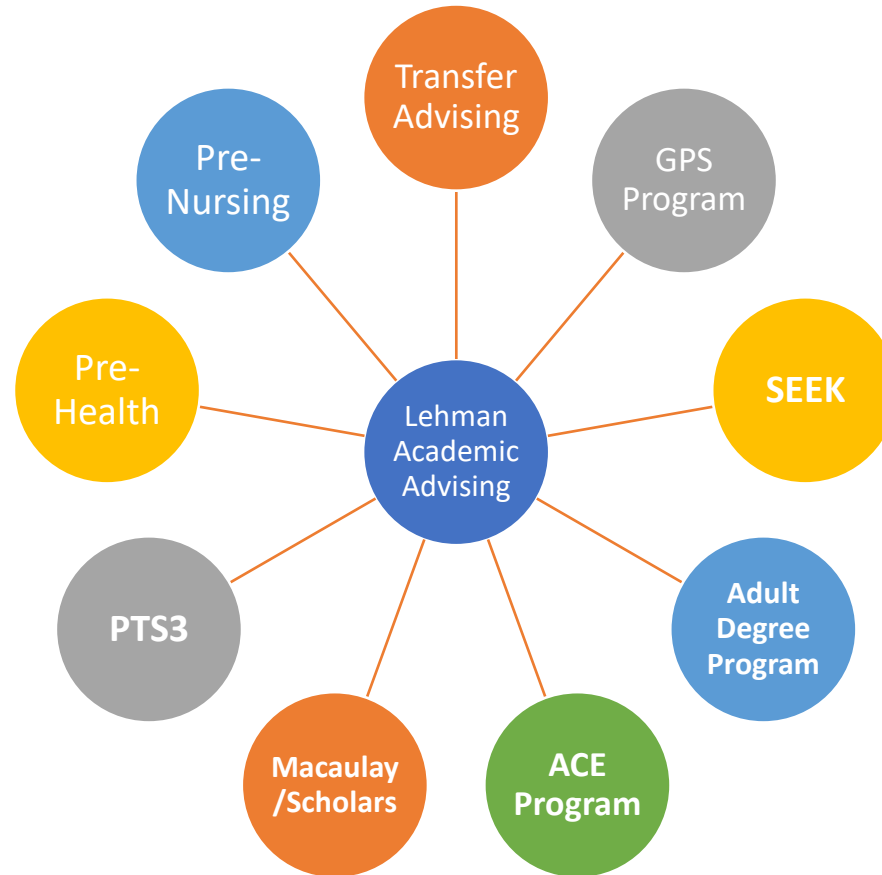 Transfer
Advising
GPS
Program
SEEK
Adult
Degree
Program
ACE
Program
Macaulay
/Scholars
PTS3
Pre-
Health
Pre-
Nursing
Lehman
Academic
Advising